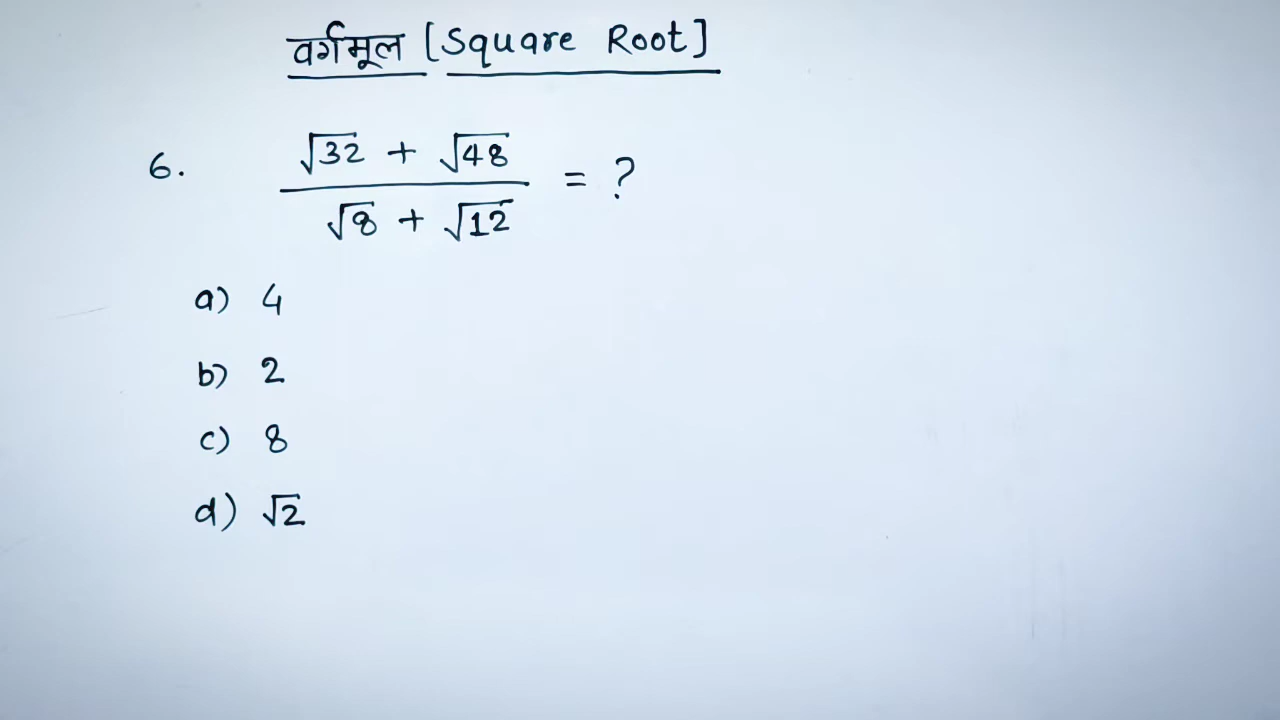 वर्गमूल [Square Root]
6. (√32 + √48) / (√8 + √12) = ?
a) 4
b) 2
c) 8
d) √2